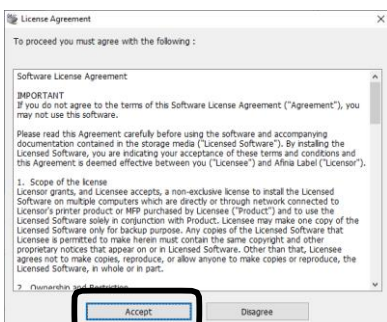 License Agreement
To proceed you must agree with the following :
Software License Agreement
IMPORTANT
If you do not agree to the terms of this Software License Agreement ("Agreement"), you
may not use this software.
Please read this Agreement carefully before using the software and accompanying
documentation contained in the storage media ("Licensed Software"). By installing the
Licensed Software, you are indicating your acceptance of these terms and conditions and
this Agreement is deemed effective between you ("Licensee") and Afinia Label ("Licensor").
1. Scope of the license
Licensor grants, and Licensee accepts, a non-exclusive license to install the Licensed
Software on multiple computers which are directly or through network connected to
Licensor's printer product or MFP purchased by Licensee ("Product") and to use the
Licensed Software solely in conjunction with Product. Licensee may make one copy of the
Licensed Software only for backup purpose. Any copies of the Licensed Software that
Licensee is permitted to make herein must contain the same copyright and other
proprietary notices that appear on or in Licensed Software. Other than that, Licensee
agrees not to make copies, reproduce, or allow anyone to make copies or reproduce, the
Licensed Software, in whole or in part.
2. Ownership and Restriction
Accept
Disagree